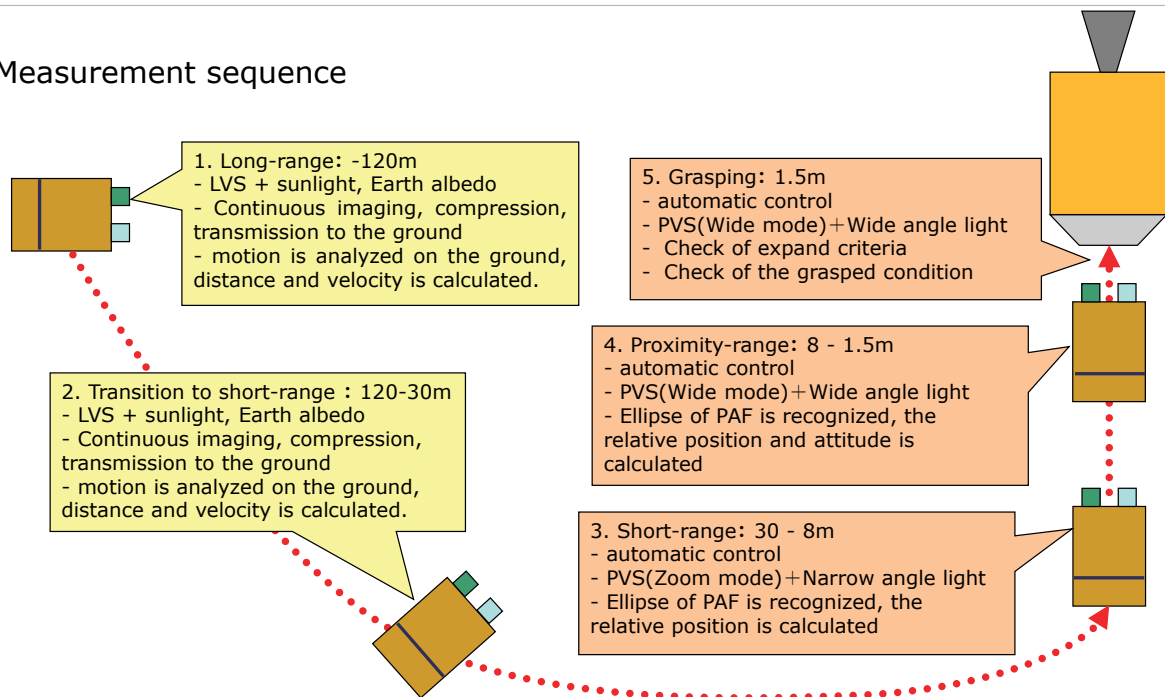 Measurement sequence
1. Long-range: -120m
- LVS + sunlight, Earth albedo
- Continuous imaging, compression,
transmission to the ground
- motion is analyzed on the ground,
distance and velocity is calculated.
2. Transition to short-range : 120-30m
- LVS + sunlight, Earth albedo
- Continuous imaging, compression,
transmission to the ground
- motion is analyzed on the ground,
distance and velocity is calculated.
3. Short-range: 30 - 8m
- automatic control
- PVS(Zoom mode)+Narrow angle light
- Ellipse of PAF is recognized, the
relative position is calculated
4. Proximity-range: 8 - 1.5m
- automatic control
- PVS(Wide mode)+Wide angle light
- Ellipse of PAF is recognized, the
relative position and attitude is
calculated
5. Grasping: 1.5m
- automatic control
- PVS(Wide mode)+Wide angle light
- Check of expand criteria
- Check of the grasped condition